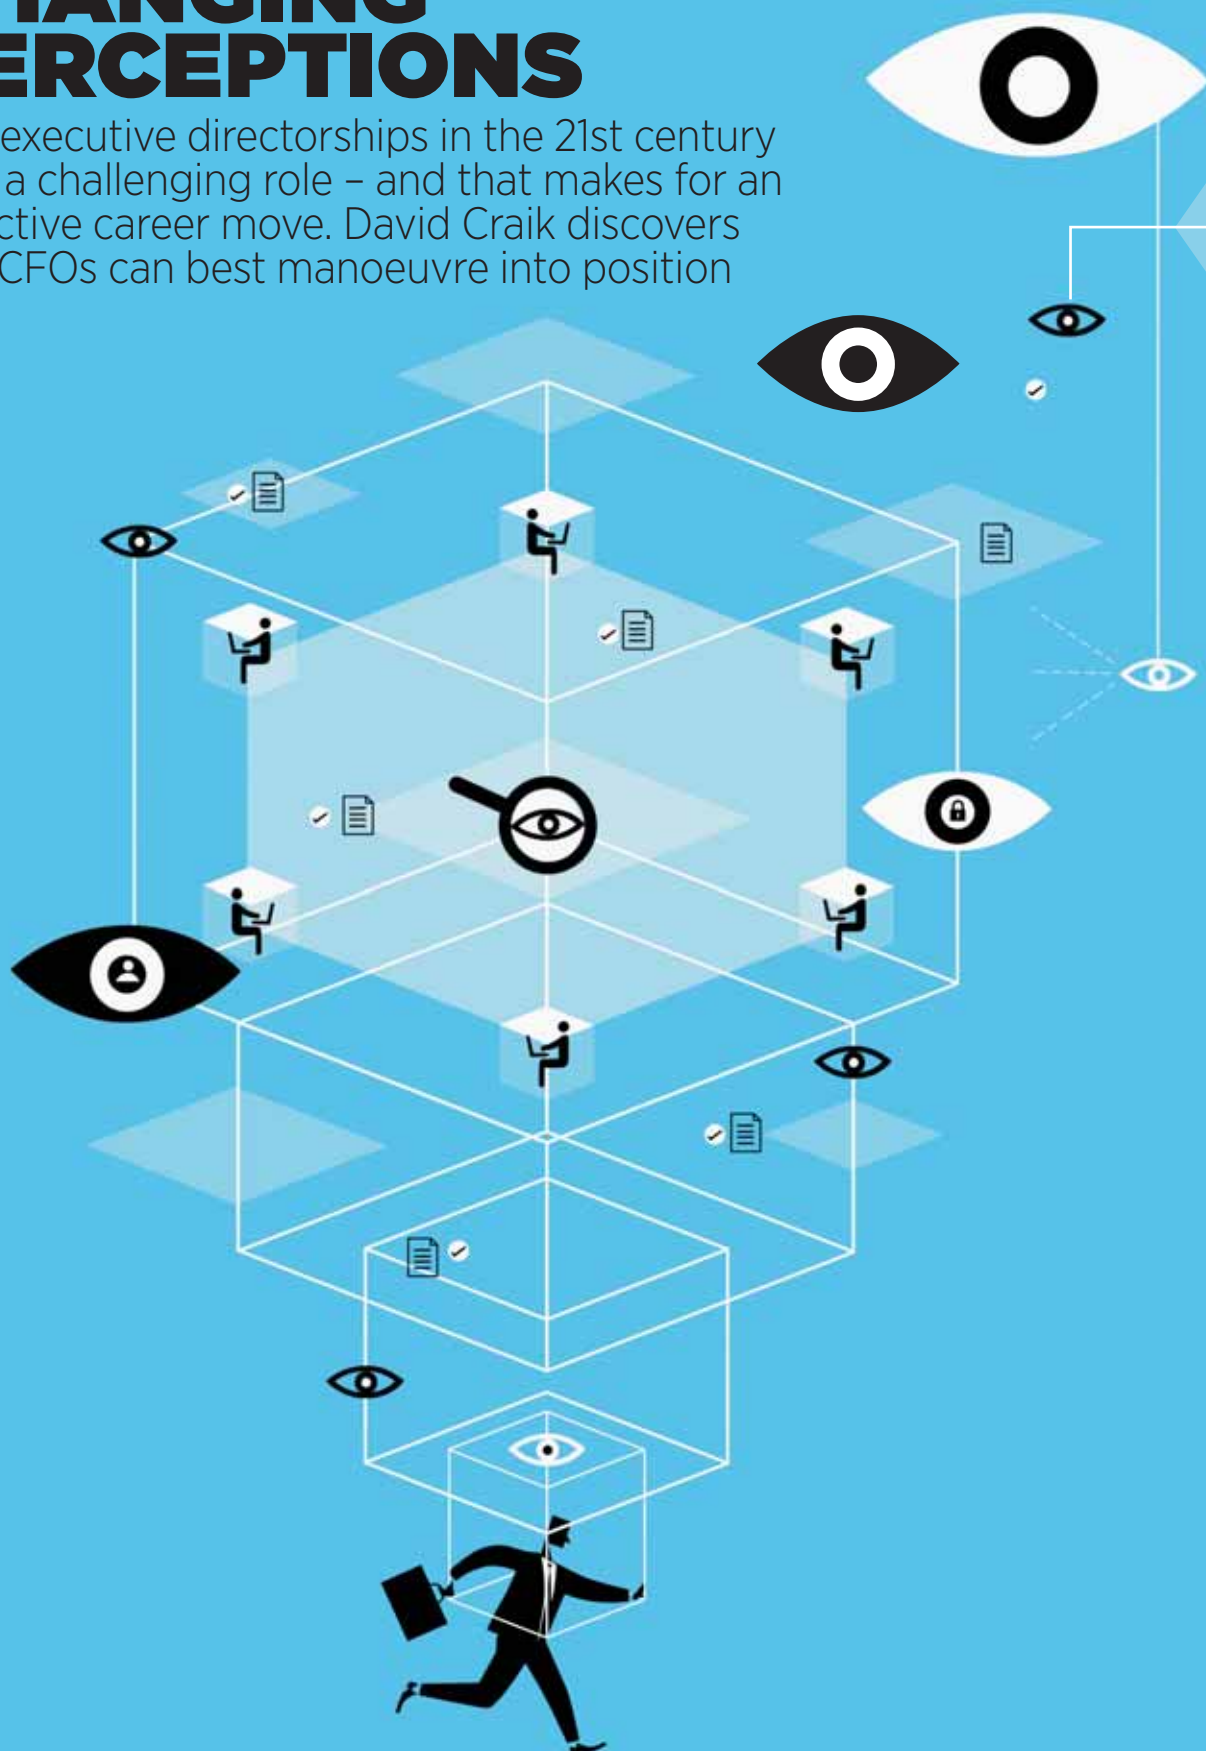 HANGING
ERCEPTIONS
executive directorships in the 21st century
a challenging role – and that makes for an
ctive career move. David Craik discovers
CFOs can best manoeuvre into position